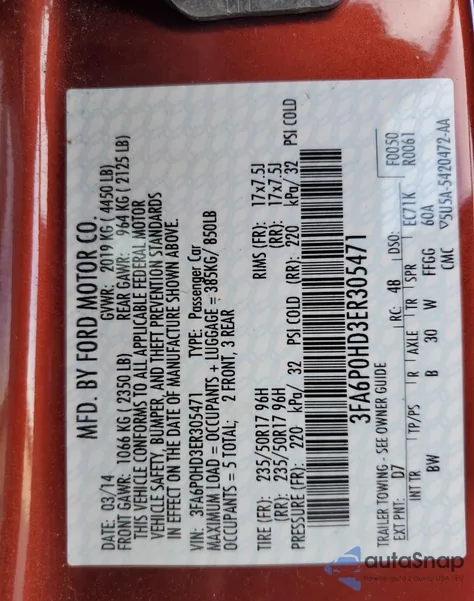 MFD. BY FORD MOTOR CO.
DATE: 03/14 GVWR: 2019 KG ( 4450 LB)
FRONT GAWR: 1066 KG ( 2350 LB) REAR GAWR: 964 KG ( 2125 LB)
THIS VEHICLE CONFORMS TO ALL APPLICABLE FEDERAL MOTOR
VEHICLE SAFETY, BUMPER, AND THEFT PREVENTION STANDARDS
IN EFFECT ON THE DATE OF MANUFACTURE SHOWN ABOVE.
VIN: 3FA6P0HD3ER305471 TYPE: Passenger Car
MAXIMUM LOAD = OCCUPANTS + LUGGAGE = 385KG/ 850LB
OCCUPANTS = 5 TOTAL; 2 FRONT, 3 REAR
TIRE (FR): 235/50R17 96H RIMS (FR): 17x7.5J
(RR): 235/50R17 96H (RR): 17x7.5J
PRESSURE (FR): 220 kPa/ 32 PSI COLD (RR): 220 kPa/ 32 PSI COLD
3FA6P0HD3ER305471
TRAILER TOWING - SEE OWNER GUIDE F0050
EXT PNT: D7 RC: 48 DSO: EC71K R0061
INT TR TP/PS R AXLE TR SPR 60A
BW B 30 W FFGG
CMC 5U5A-5420472-AA
autoSnap